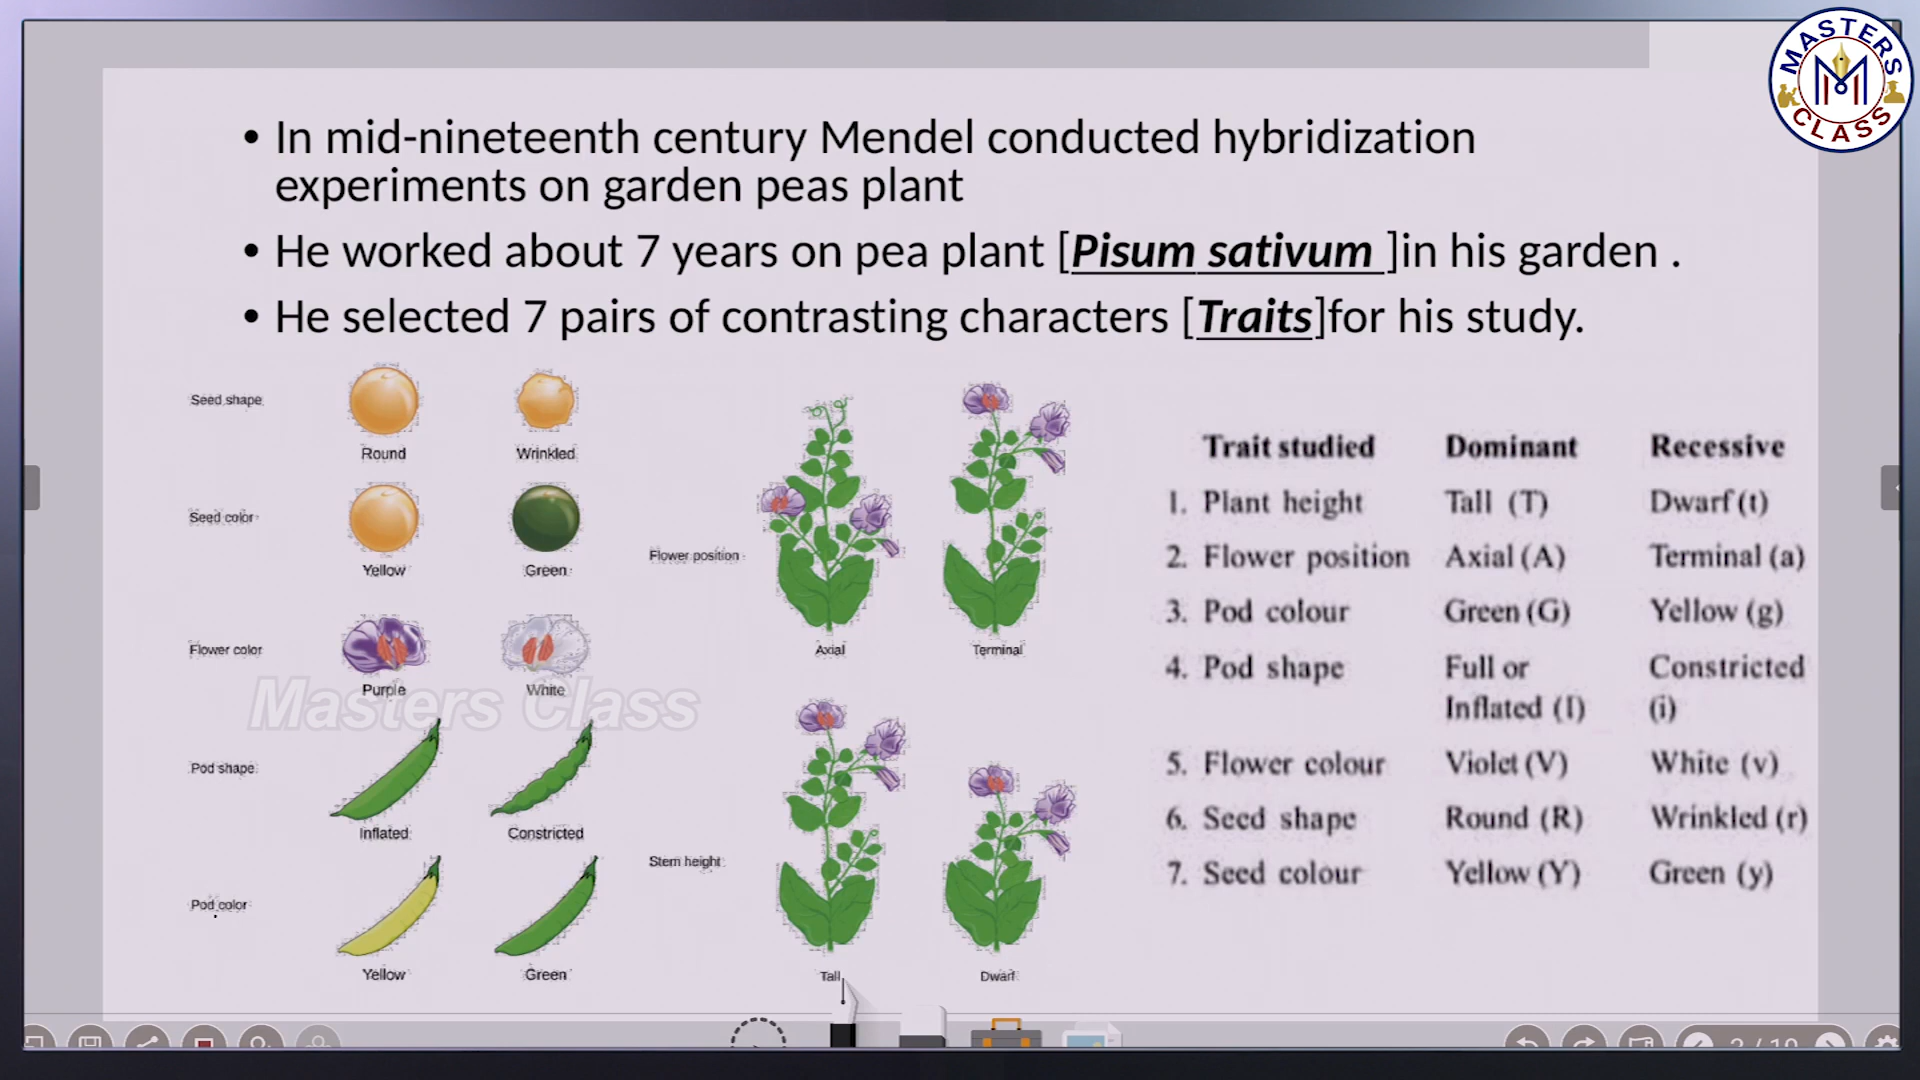 MASTERS
M
CLASS
• In mid-nineteenth century Mendel conducted hybridization
experiments on garden peas plant
• He worked about 7 years on pea plant [Pisum sativum ]in his garden .
• He selected 7 pairs of contrasting characters [Traits]for his study.
Seed shape
Round
Wrinkled
Seed color
Yellow
Green
Flower color
Purple
White
Masters Class
Pod shape
Inflated
Constricted
Pod color
Yellow
Green
Flower position
Axial
Terminal
Stem height
Tall
Dwarf
Trait studied Dominant Recessive
1. Plant height Tall (T) Dwarf (t)
2. Flower position Axial (A) Terminal (a)
3. Pod colour Green (G) Yellow (g)
4. Pod shape Full or Constricted
Inflated (I) (i)
5. Flower colour Violet (V) White (v)
6. Seed shape Round (R) Wrinkled (r)
7. Seed colour Yellow (Y) Green (y)